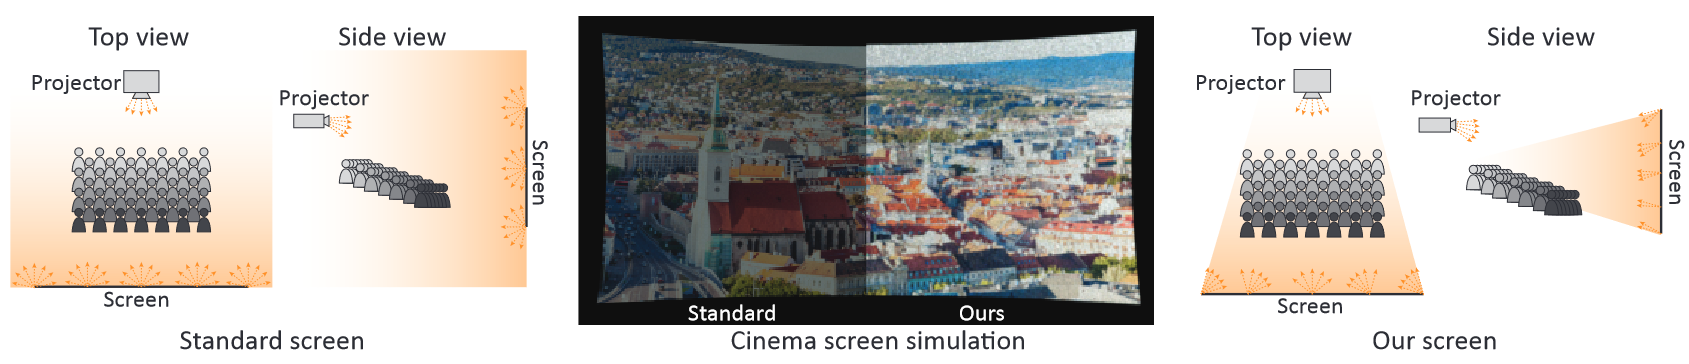 Top view
Side view
Projector
Projector
Screen
Screen
Standard screen
Standard
Ours
Cinema screen simulation
Top view
Side view
Projector
Projector
Screen
Screen
Our screen